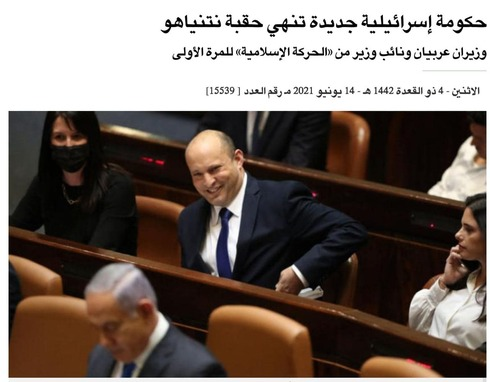 حكومة إسرائيلية جديدة تنهي حقبة نتنياهو
وزيران عربيان ونائب وزير من «الحركة الإسلامية» للمرة الأولى
الاثنين - 4 ذو القعدة 1442 هـ - 14 يونيو 2021 مـ رقم العدد [ 15539]